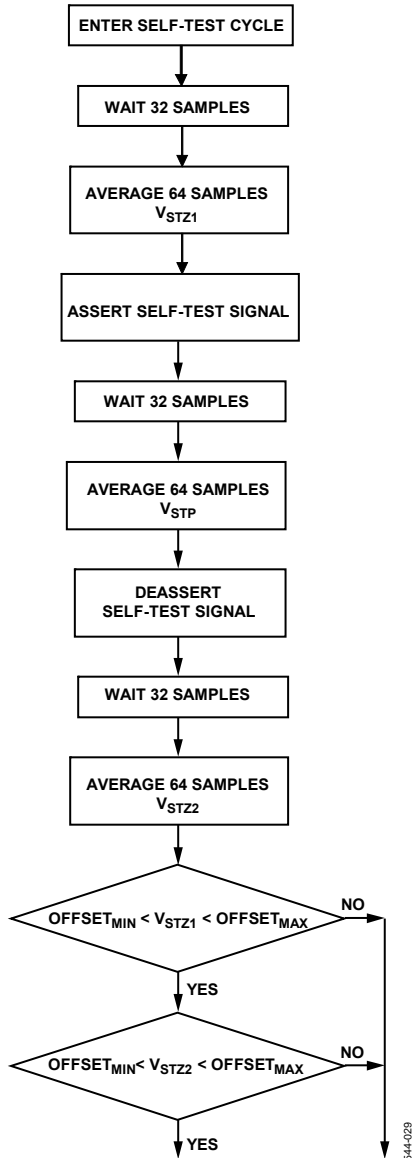 ENTER SELF-TEST CYCLE
WAIT 32 SAMPLES
AVERAGE 64 SAMPLES
VSTZ1
ASSERT SELF-TEST SIGNAL
WAIT 32 SAMPLES
AVERAGE 64 SAMPLES
VSTP
DEASSERT
SELF-TEST SIGNAL
WAIT 32 SAMPLES
AVERAGE 64 SAMPLES
VSTZ2
OFFSETMIN < VSTZ1 < OFFSETMAX
NO
YES
OFFSETMIN< VSTZ2 < OFFSETMAX
NO
YES